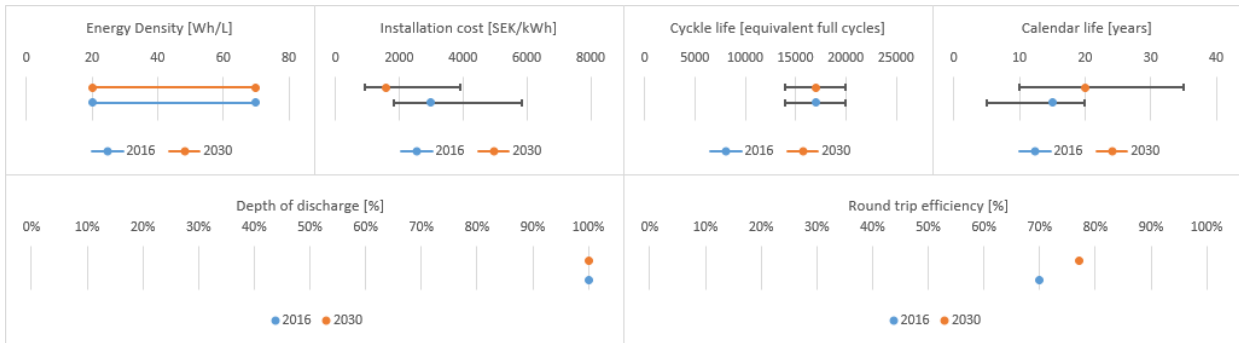 Energy Density [Wh/L]
0 20 40 60 80
2016 2030
Installation cost [SEK/kWh]
0 2000 4000 6000 8000
2016 2030
Cyckle life [equivalent full cycles]
0 5000 10000 15000 20000 25000
2016 2030
Calendar life [years]
0 10 20 30 40
2016 2030
Depth of discharge [%]
0% 10% 20% 30% 40% 50% 60% 70% 80% 90% 100%
2016 2030
Round trip efficiency [%]
0% 10% 20% 30% 40% 50% 60% 70% 80% 90% 100%
2016 2030